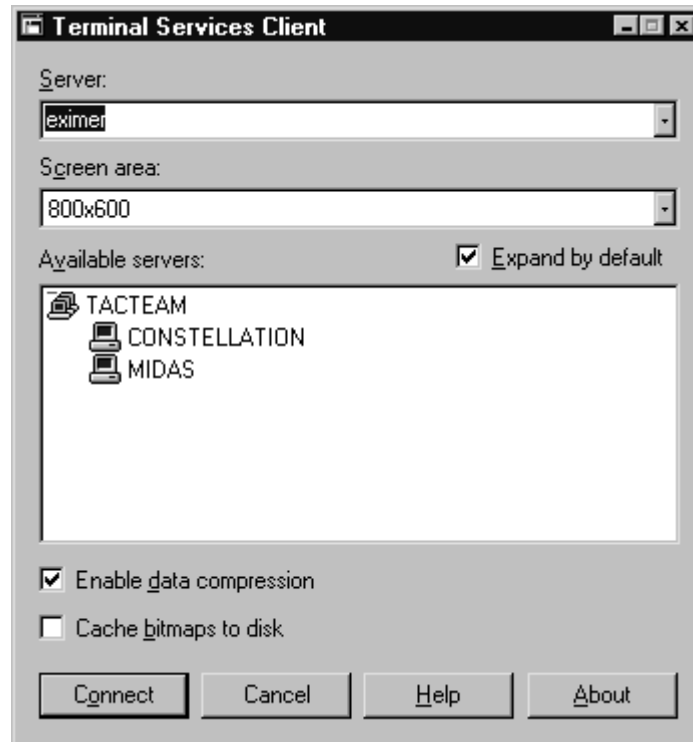 Terminal Services Client
Server:
eximer
Screen area:
800x600
Available servers:
Expand by default
TACTEAM
CONSTELLATION
MIDAS
Enable data compression
Cache bitmaps to disk
Connect Cancel Help About